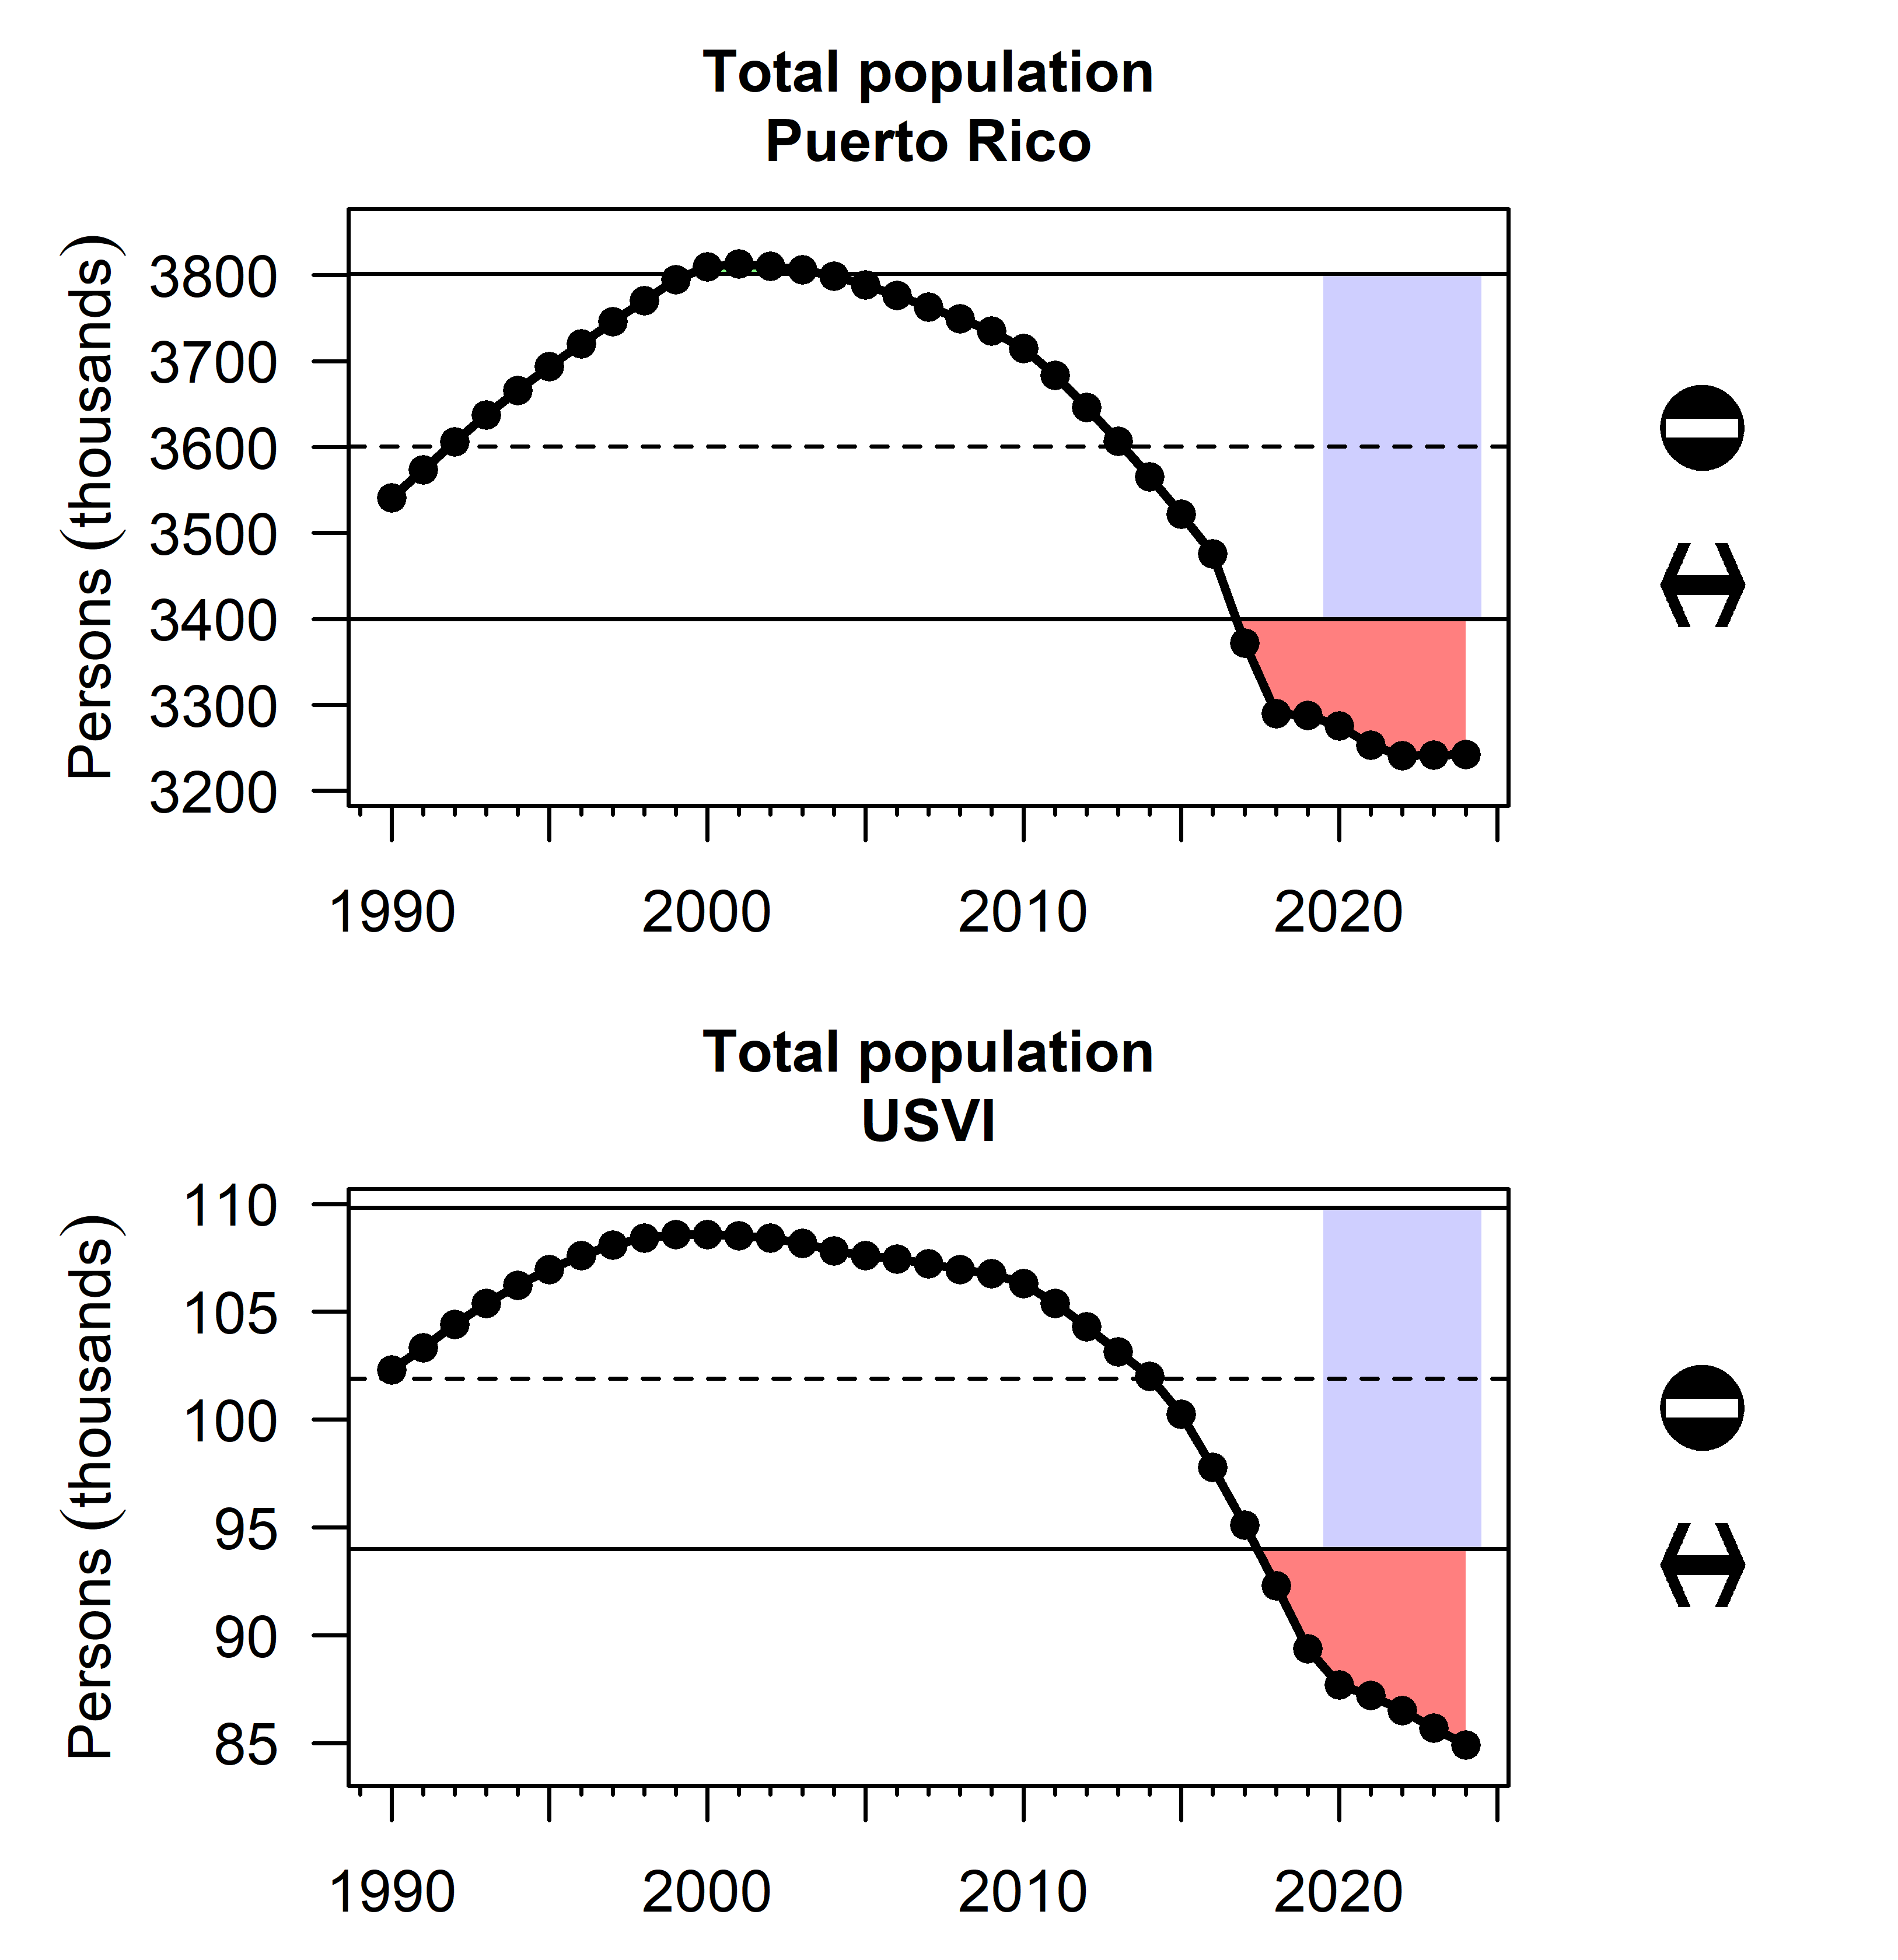 Total population
Puerto Rico
Persons (thousands)
3800
3700
3600
3500
3400
3300
3200
1990 2000 2010 2020
Total population
USVI
Persons (thousands)
110
105
100
95
90
85
1990 2000 2010 2020